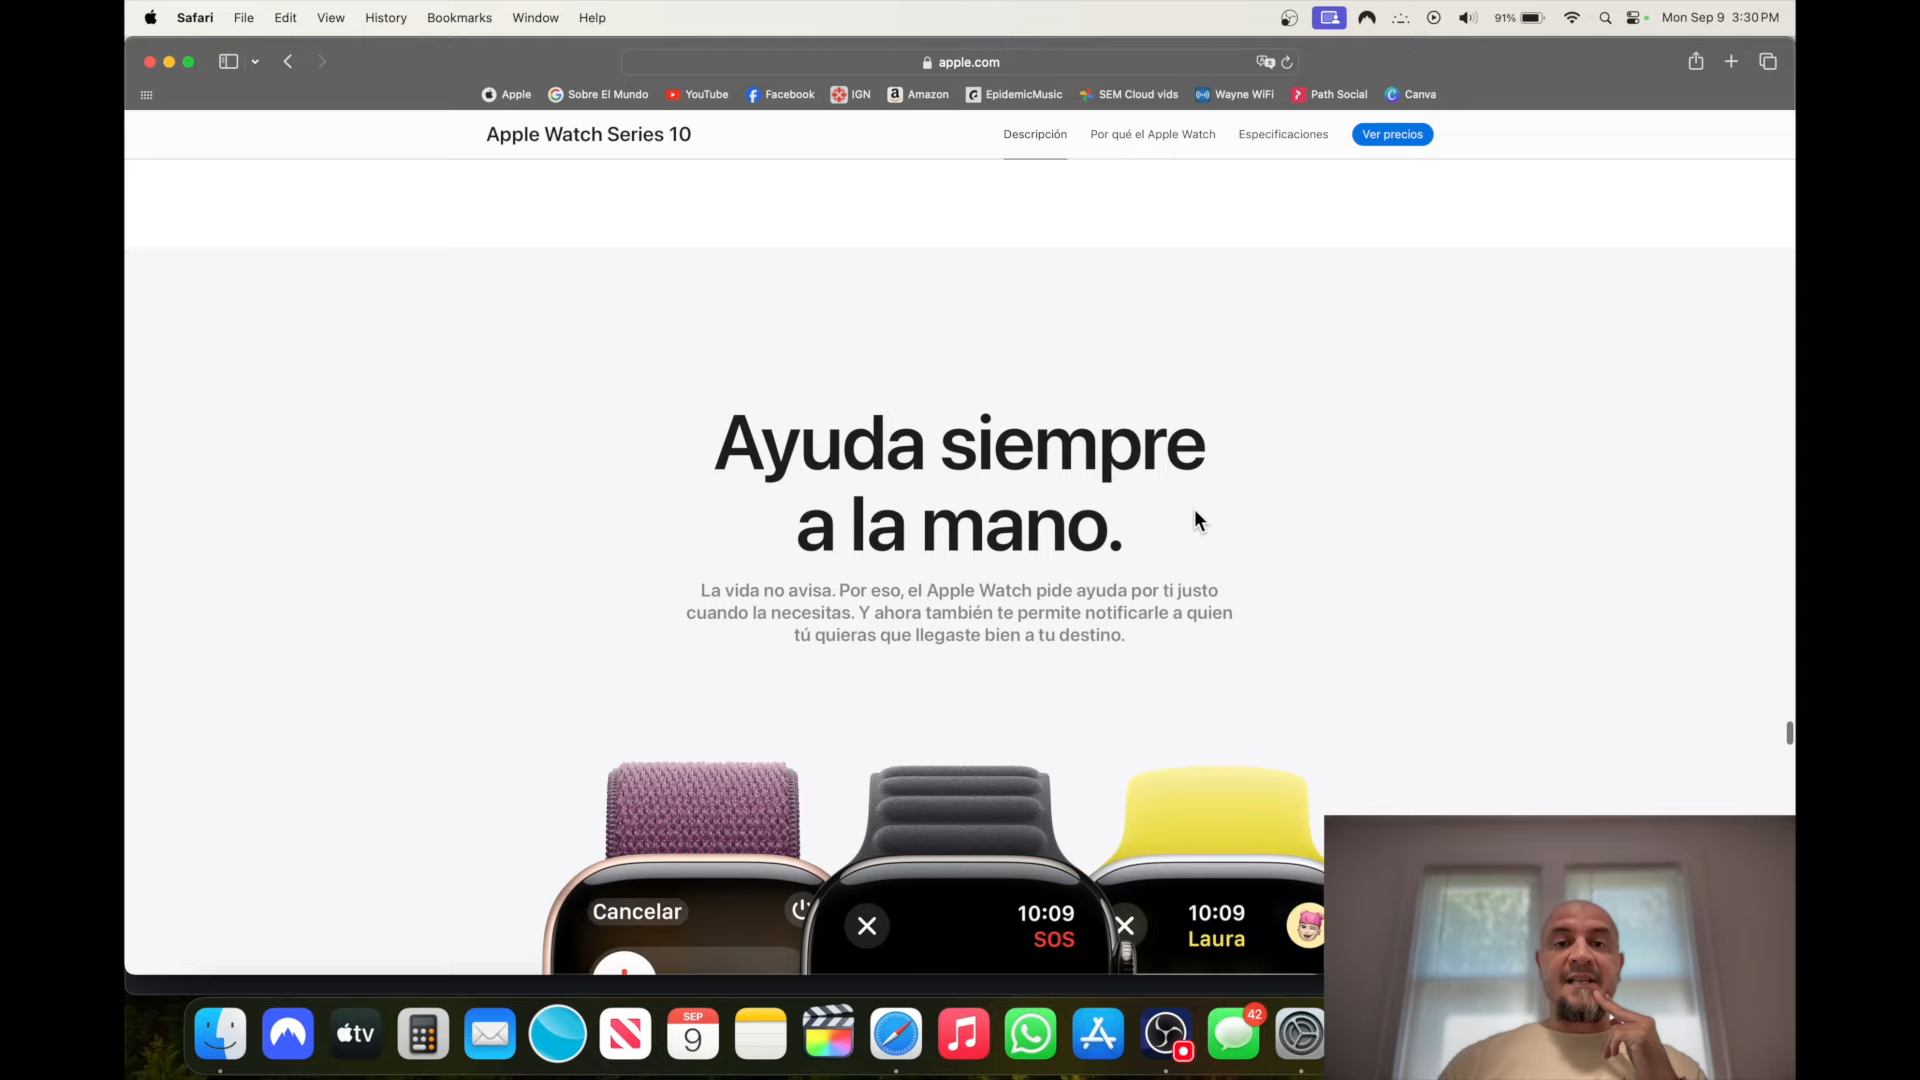 Safari File Edit View History Bookmarks Window Help 91% Mon Sep 9 3:30 PM
apple.com
Apple Sobre El Mundo YouTube Facebook IGN Amazon EpidemicMusic SEM Cloud vids Wayne WiFi Path Social Canva
Apple Watch Series 10 Descripción Por qué el Apple Watch Especificaciones Ver precios
Ayuda siempre
a la mano.
La vida no avisa. Por eso, el Apple Watch pide ayuda por ti justo
cuando la necesitas. Y ahora también te permite notificarle a quien
tú quieras que llegaste bien a tu destino.
Cancelar 10:09 10:09
SOS Laura
tv SEP 42
9